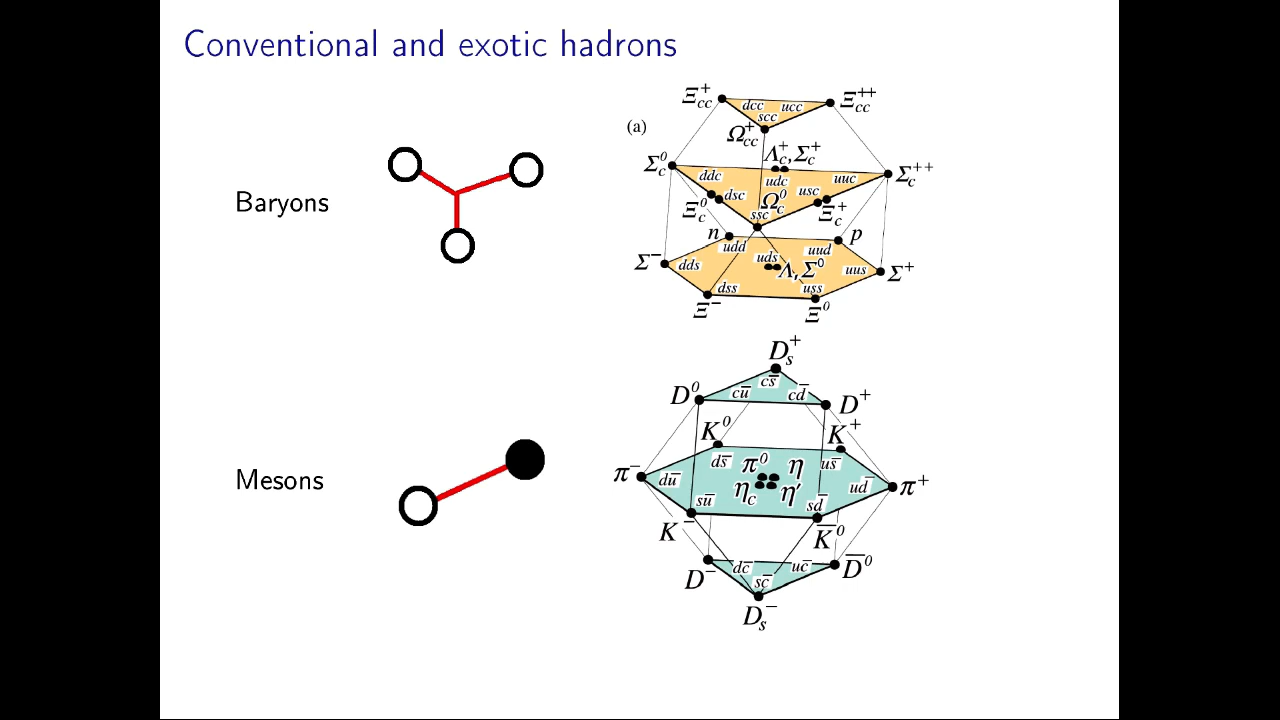 Conventional and exotic hadrons
Baryons
(a)
Ξcc+ dcc ucc Ξcc++
scc
Ωcc+
Λc+, Σc+
Σc0 ddc udc uuc Σc++
dsc usc
Ξc0 Ωc0 Ξc+
ssc
n udd uud p
Σ− dds uds Λ, Σ0 uus Σ+
dss uss
Ξ− Ξ0
Mesons
Ds+
cs̅
D0 cu̅ cd̅ D+
K0 K+
ds̅ π0 η us̅
π− du̅ ud̅ π+
ηc η′
su̅ sd̅
K− K̅0
D− dc̅ uc̅ D̅0
sc̅
Ds−